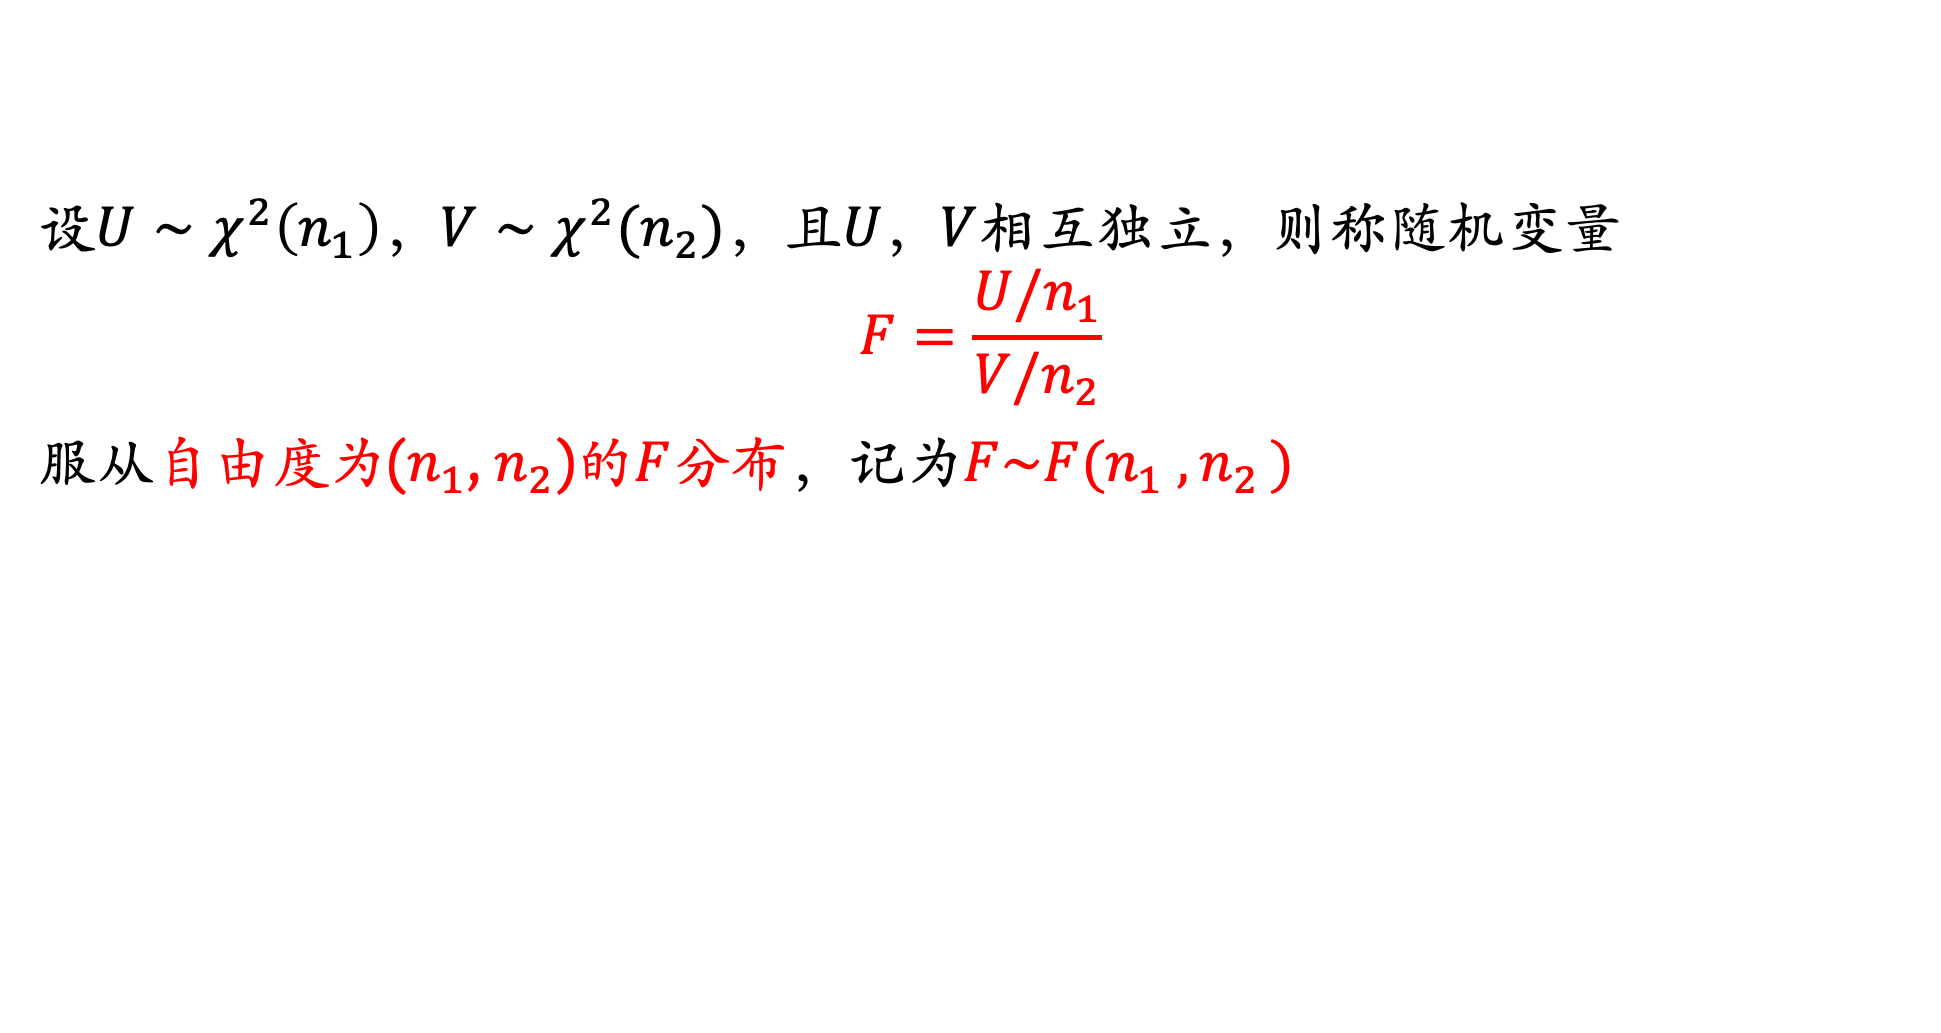 设U ~ χ²(n₁)，V ~ χ²(n₂)，且U，V相互独立，则称随机变量
F = (U/n₁)/(V/n₂)
服从自由度为(n₁, n₂)的F分布，记为F~F(n₁ ,n₂ )